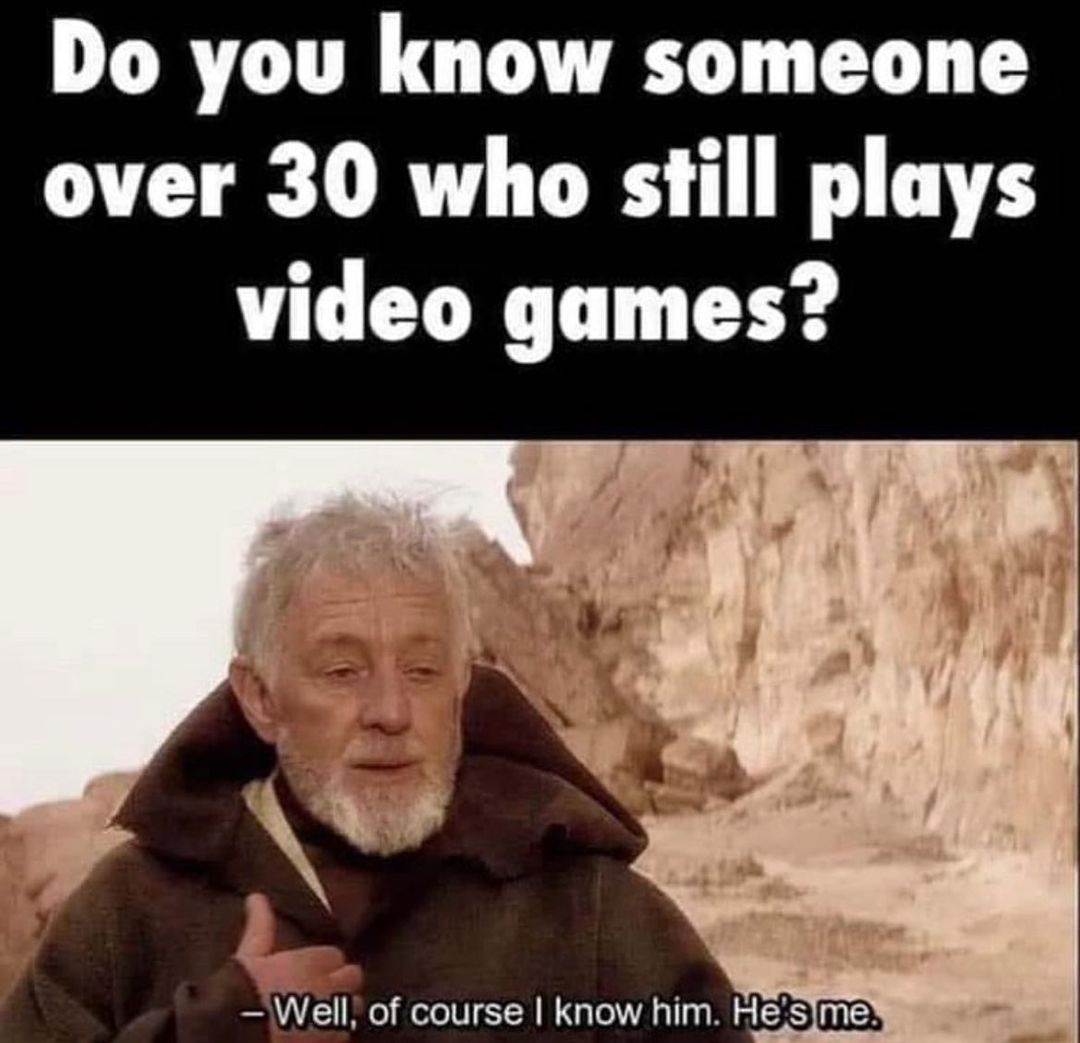 Do you know someone
over 30 who still plays
video games?
– Well, of course I know him. He's me.